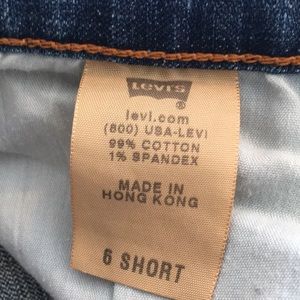 LEVI'S
®
levi.com
(800) USA-LEVI
99% COTTON
1% SPANDEX
MADE IN
HONG KONG
6 SHORT